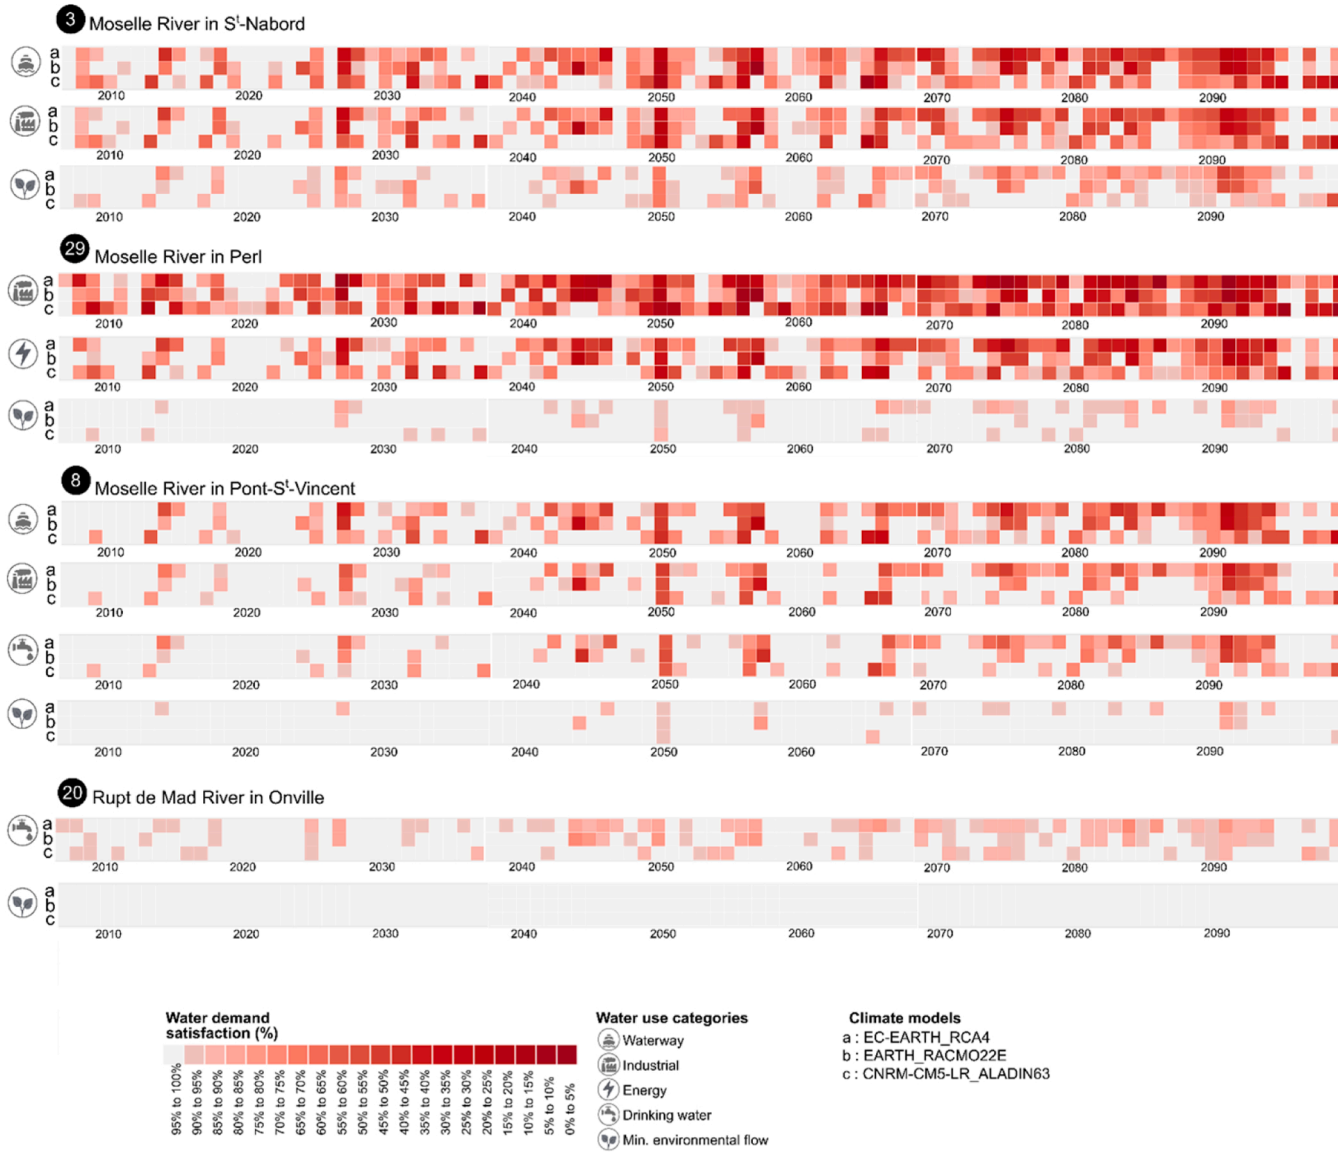 3 Moselle River in Sᵗ-Nabord
a
b
c
2010 2020 2030 2040 2050 2060 2070 2080 2090
a
b
c
2010 2020 2030 2040 2050 2060 2070 2080 2090
a
b
c
2010 2020 2030 2040 2050 2060 2070 2080 2090
29 Moselle River in Perl
a
b
c
2010 2020 2030 2040 2050 2060 2070 2080 2090
a
b
c
2010 2020 2030 2040 2050 2060 2070 2080 2090
a
b
c
2010 2020 2030 2040 2050 2060 2070 2080 2090
8 Moselle River in Pont-Sᵗ-Vincent
a
b
c
2010 2020 2030 2040 2050 2060 2070 2080 2090
a
b
c
2010 2020 2030 2040 2050 2060 2070 2080 2090
a
b
c
2010 2020 2030 2040 2050 2060 2070 2080 2090
a
b
c
2010 2020 2030 2040 2050 2060 2070 2080 2090
20 Rupt de Mad River in Onville
a
b
c
2010 2020 2030 2040 2050 2060 2070 2080 2090
a
b
c
2010 2020 2030 2040 2050 2060 2070 2080 2090
Water demand
satisfaction (%)
95% to 100%
90% to 95%
85% to 90%
80% to 85%
75% to 80%
70% to 75%
65% to 70%
60% to 65%
55% to 60%
50% to 55%
45% to 50%
40% to 45%
35% to 40%
30% to 35%
25% to 30%
20% to 25%
15% to 20%
10% to 15%
5% to 10%
0% to 5%
Water use categories
Waterway
Industrial
Energy
Drinking water
Min. environmental flow
Climate models
a : EC-EARTH_RCA4
b : EARTH_RACMO22E
c : CNRM-CM5-LR_ALADIN63